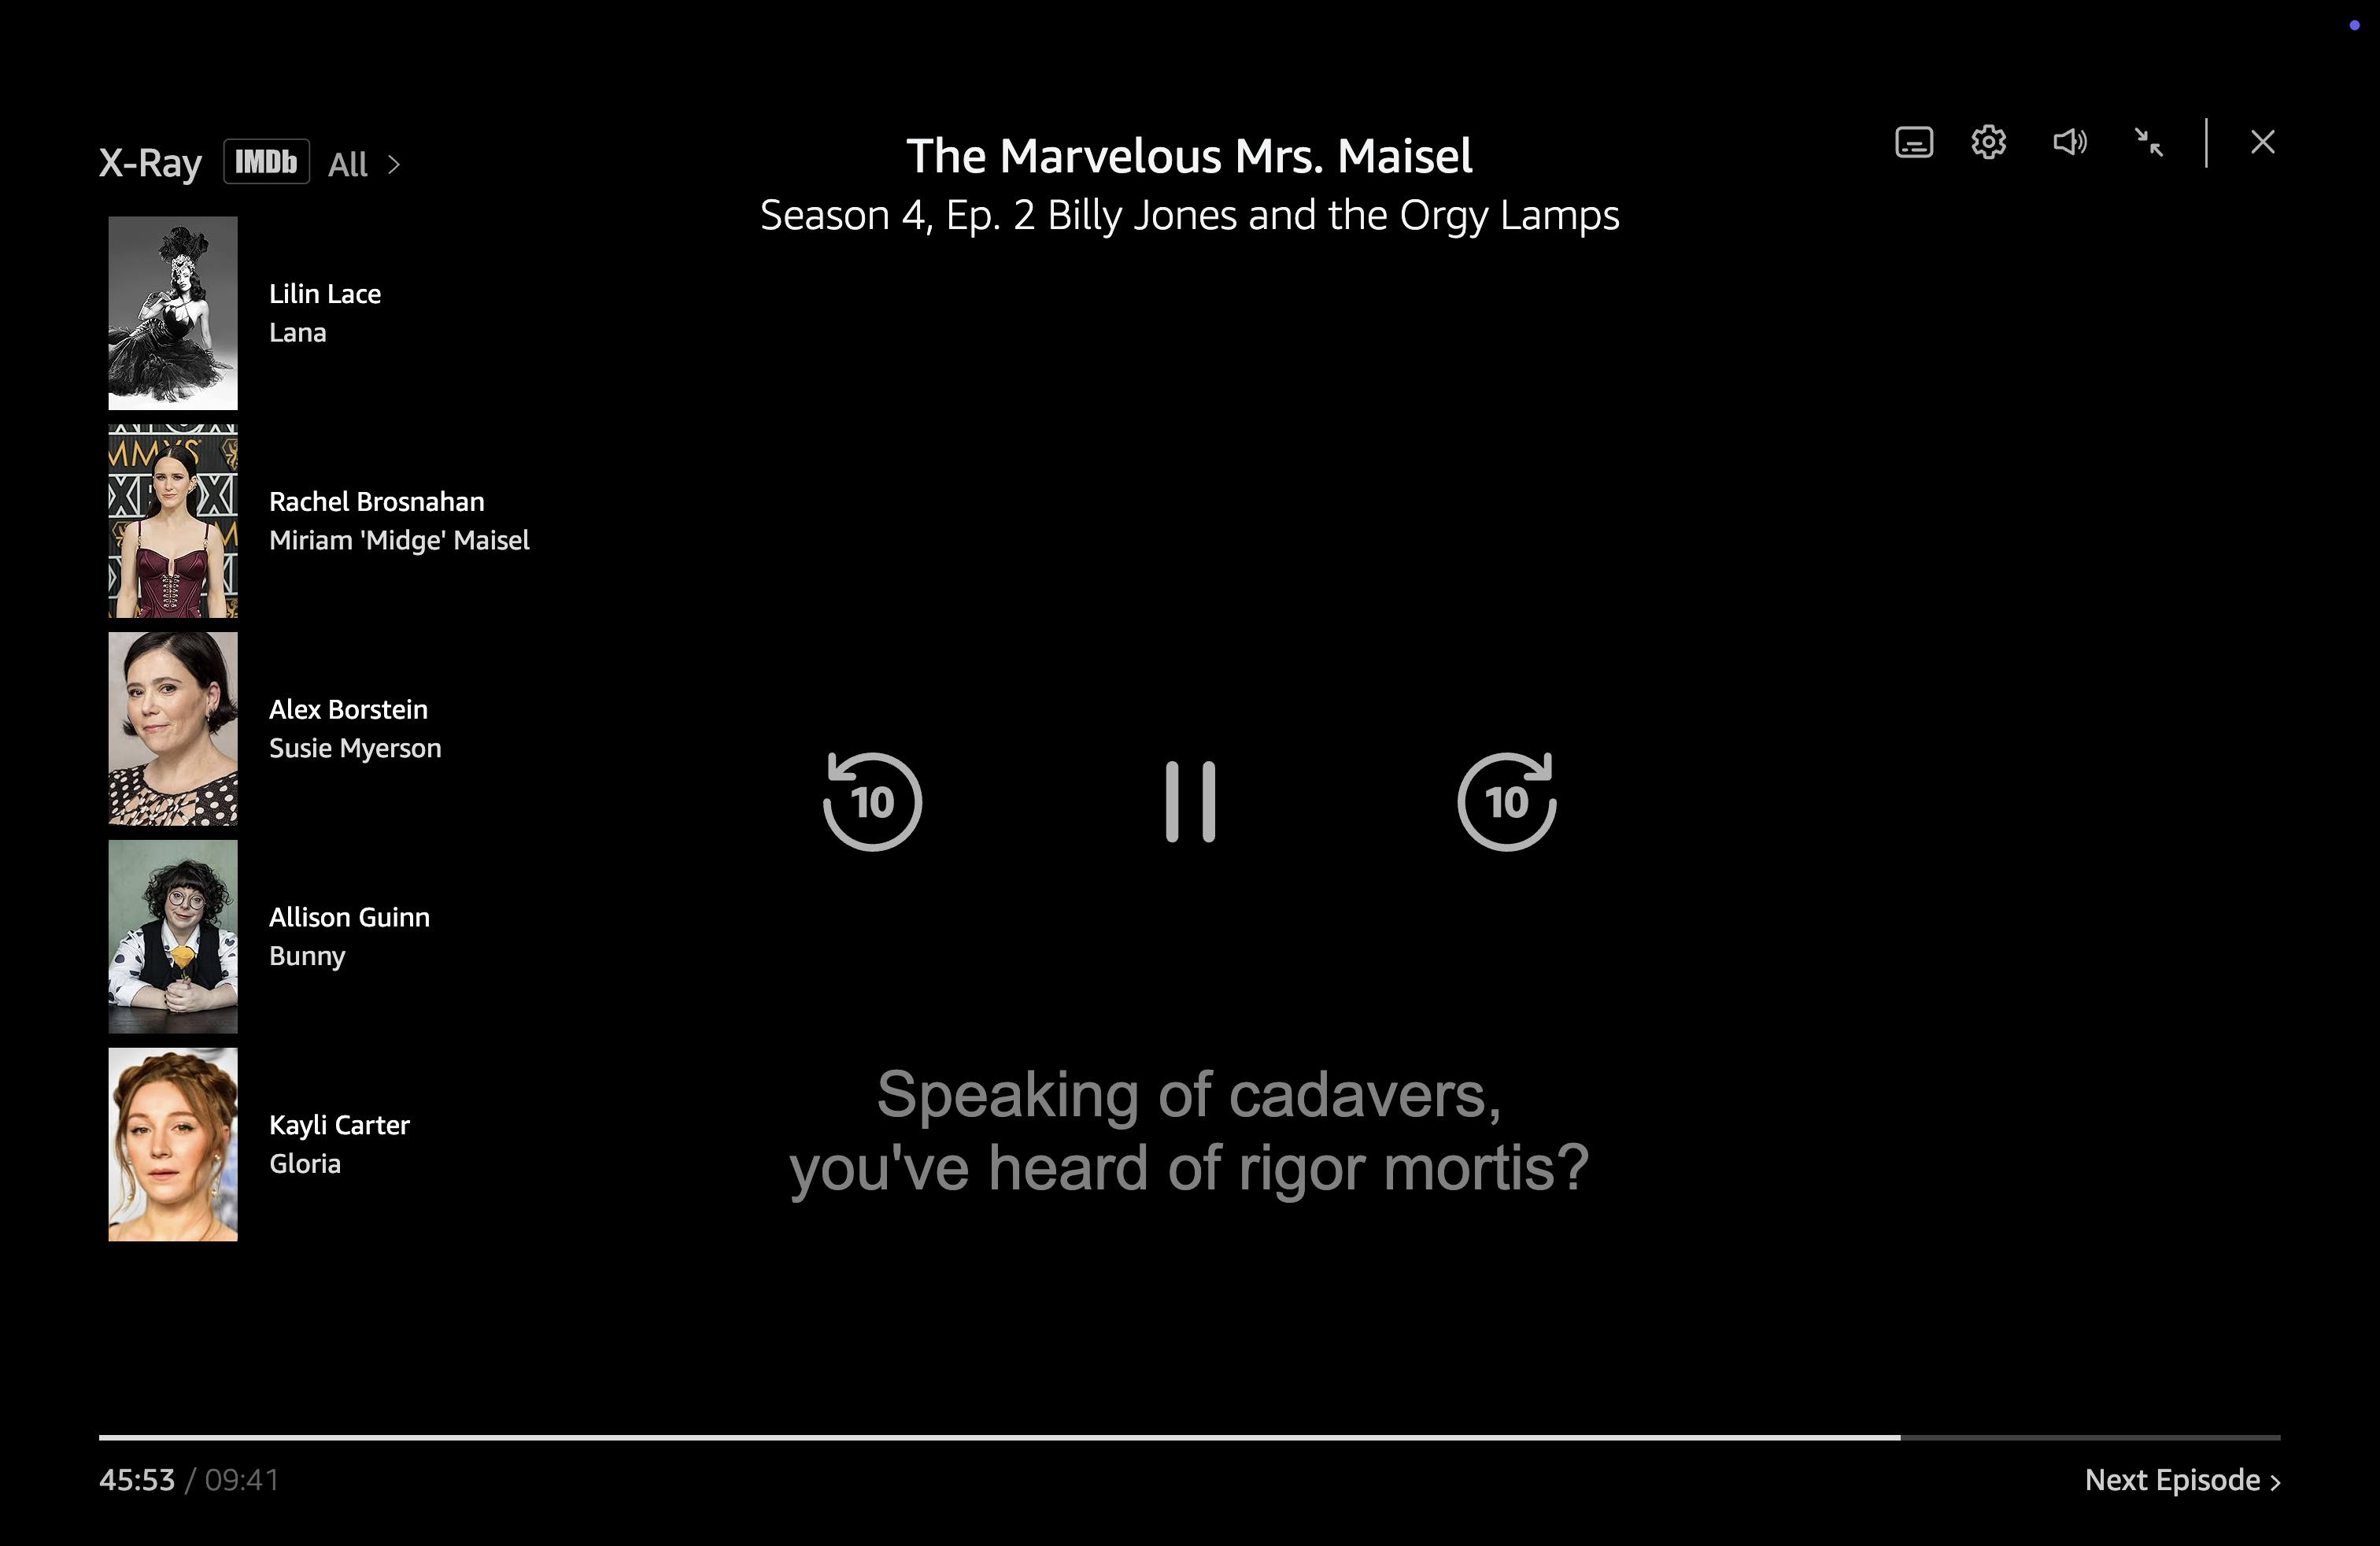 X-Ray IMDb All >
The Marvelous Mrs. Maisel
Season 4, Ep. 2 Billy Jones and the Orgy Lamps
Lilin Lace
Lana
MMYS
Rachel Brosnahan
Miriam 'Midge' Maisel
Alex Borstein
Susie Myerson
Allison Guinn
Bunny
Kayli Carter
Gloria
10
10
Speaking of cadavers,
you've heard of rigor mortis?
45:53 / 09:41
Next Episode >